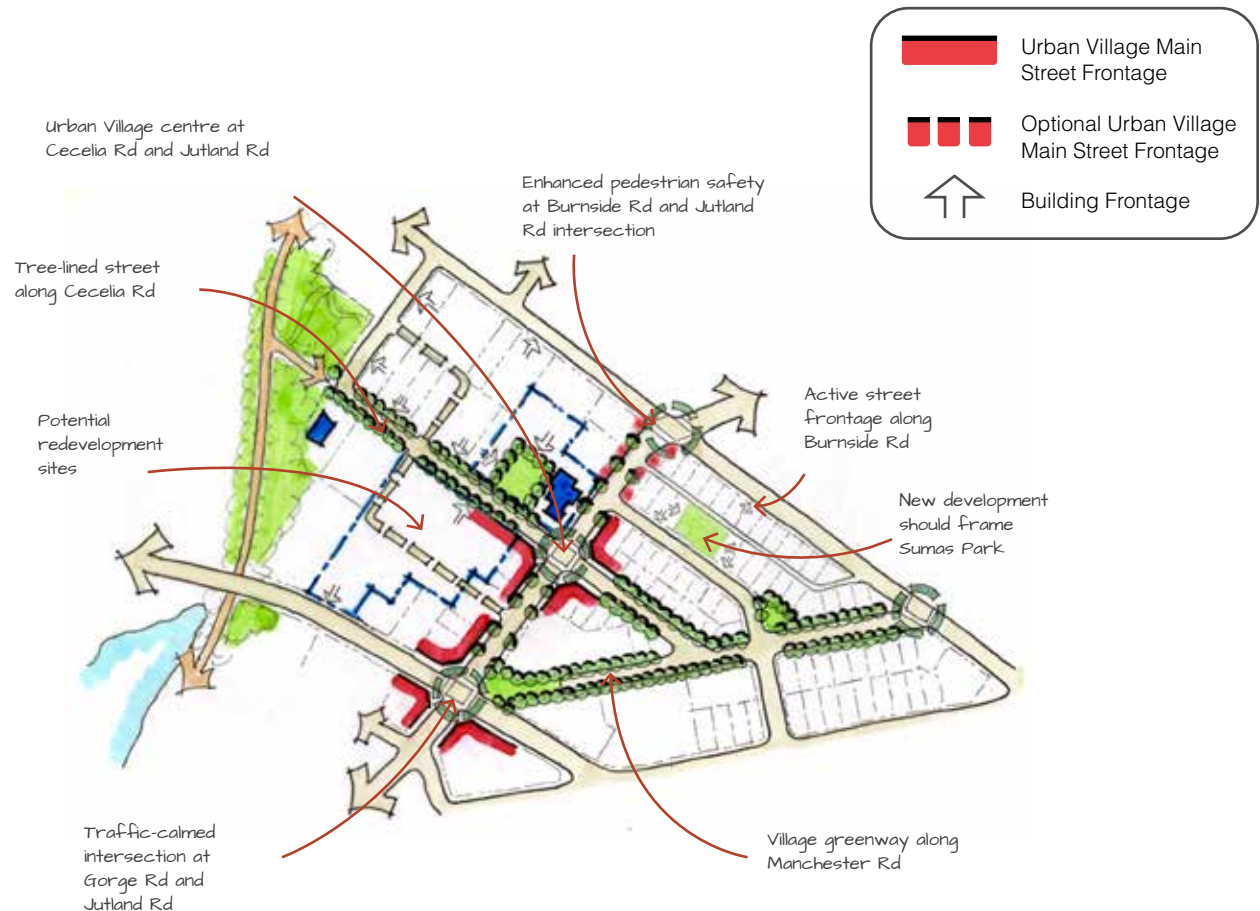 Urban Village Main
Street Frontage
Optional Urban Village
Main Street Frontage
Building Frontage
Urban Village centre at
Cecelia Rd and Jutland Rd
Enhanced pedestrian safety
at Burnside Rd and Jutland
Rd intersection
Tree-lined street
along Cecelia Rd
Potential
redevelopment
sites
Active street
frontage along
Burnside Rd
New development
should frame
Sumas Park
Traffic-calmed
intersection at
Gorge Rd and
Jutland Rd
Village greenway along
Manchester Rd